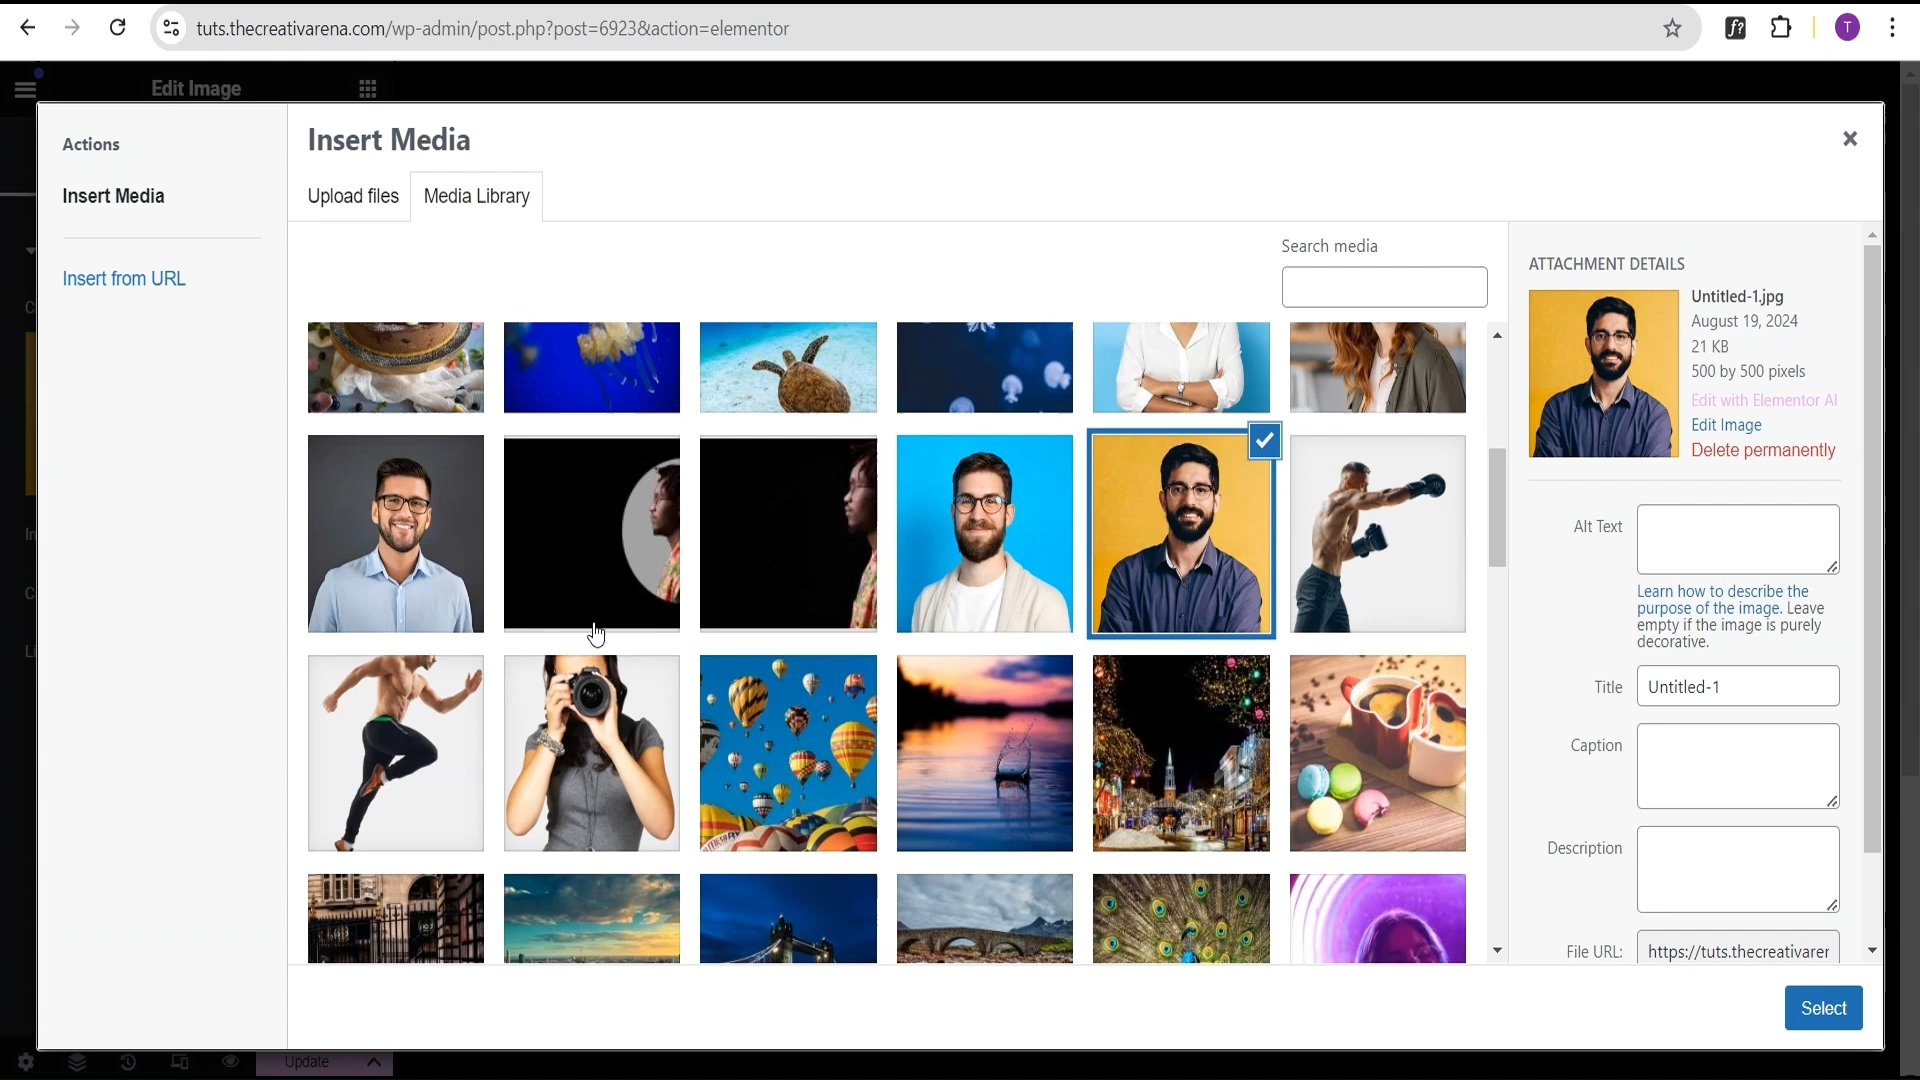 tuts.thecreativarena.com/wp-admin/post.php?post=6923&action=elementor
T
Edit Image
Actions
Insert Media
Insert from URL
Insert Media
Upload files
Media Library
Search media
ATTACHMENT DETAILS
Untitled-1.jpg
August 19, 2024
21 KB
500 by 500 pixels
Edit with Elementor AI
Edit Image
Delete permanently
Alt Text
Learn how to describe the
purpose of the image. Leave
empty if the image is purely
decorative.
Title
Untitled-1
Caption
Description
File URL:
https://tuts.thecreativarer
Select
Update